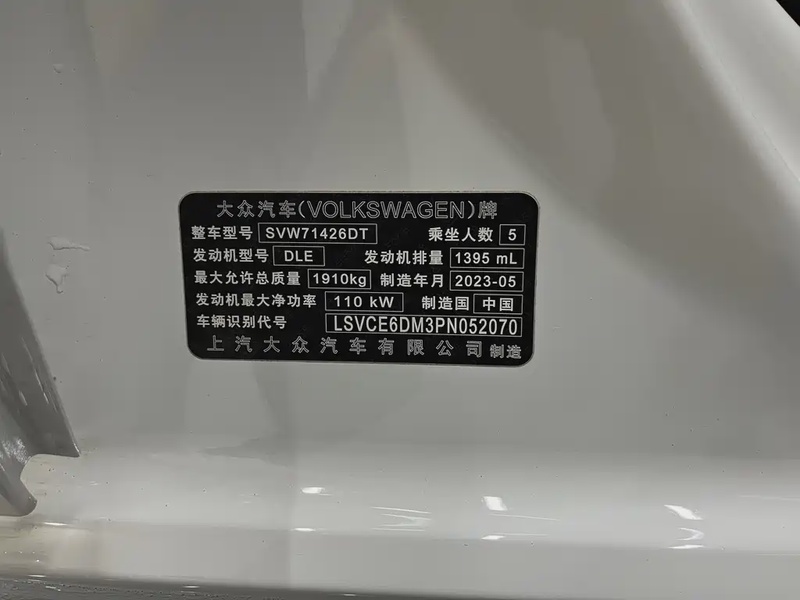 大众汽车(VOLKSWAGEN)牌
整车型号 SVW71426DT 乘坐人数 5
发动机型号 DLE 发动机排量 1395 mL
最大允许总质量 1910kg 制造年月 2023-05
发动机最大净功率 110 kW 制造国 中国
车辆识别代号 LSVCE6DM3PN052070
上汽大众汽车有限公司 制造